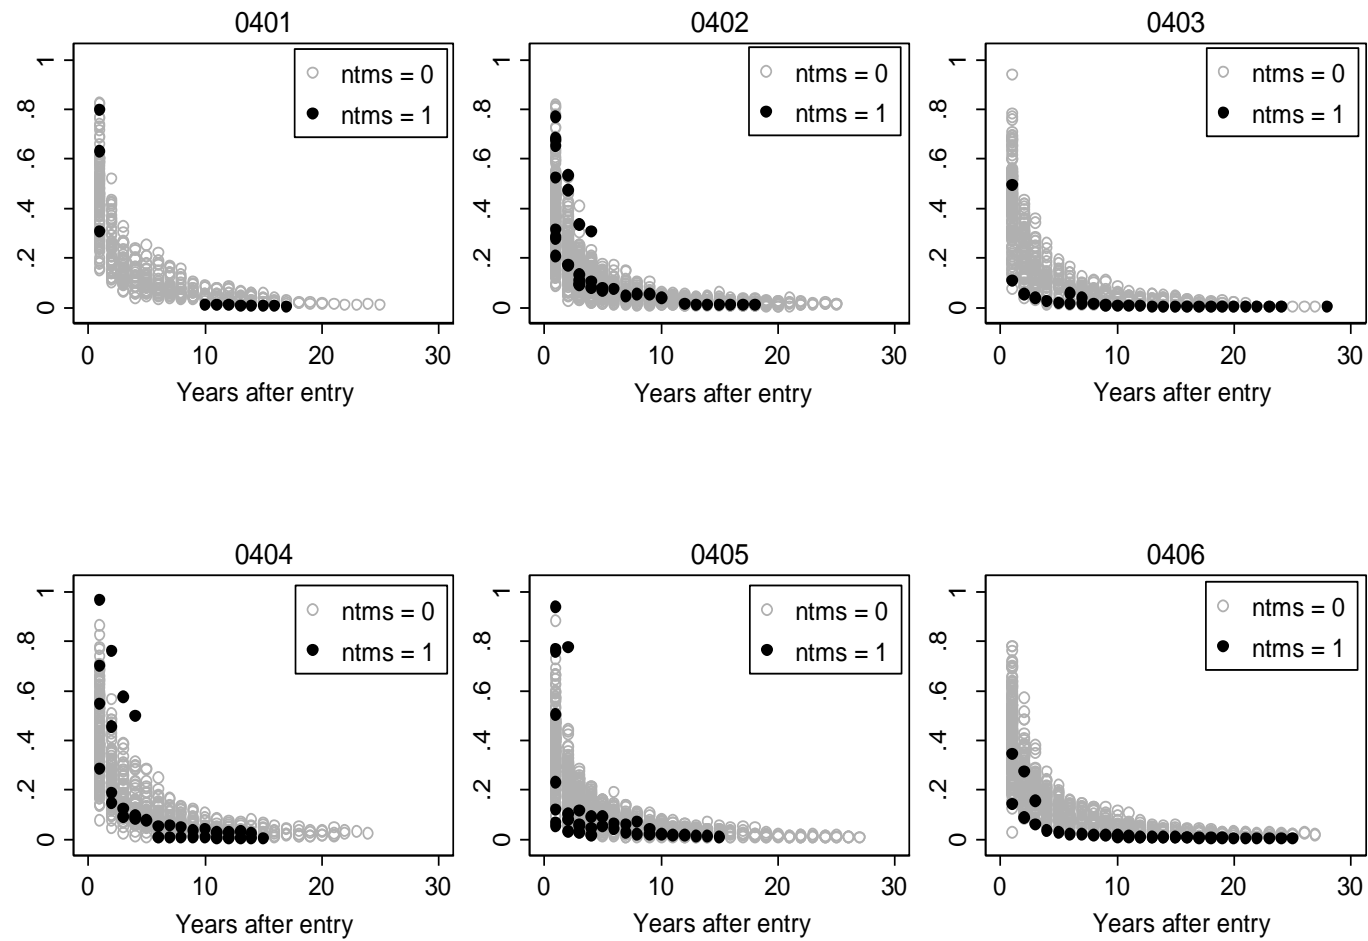 0401
ntms = 0
ntms = 1
0 .2 .4 .6 .8 1
0 10 20 30
Years after entry
0402
ntms = 0
ntms = 1
0 .2 .4 .6 .8 1
0 10 20 30
Years after entry
0403
ntms = 0
ntms = 1
0 .2 .4 .6 .8 1
0 10 20 30
Years after entry
0404
ntms = 0
ntms = 1
0 .2 .4 .6 .8 1
0 10 20 30
Years after entry
0405
ntms = 0
ntms = 1
0 .2 .4 .6 .8 1
0 10 20 30
Years after entry
0406
ntms = 0
ntms = 1
0 .2 .4 .6 .8 1
0 10 20 30
Years after entry